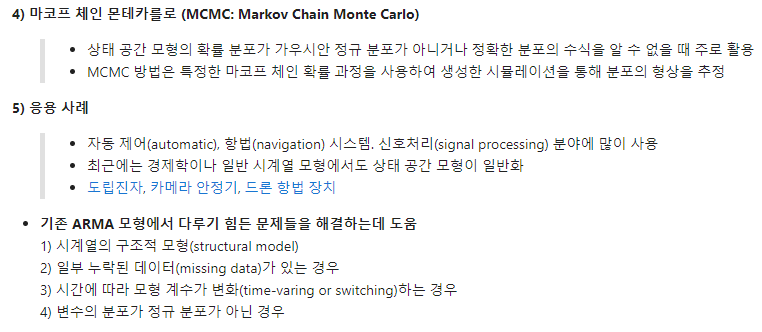 4) 마코프 체인 몬테카를로 (MCMC: Markov Chain Monte Carlo)
상태 공간 모형의 확률 분포가 가우시안 정규 분포가 아니거나 정확한 분포의 수식을 알 수 없을 때 주로 활용
MCMC 방법은 특정한 마코프 체인 확률 과정을 사용하여 생성한 시뮬레이션을 통해 분포의 형상을 추정
5) 응용 사례
자동 제어(automatic), 항법(navigation) 시스템. 신호처리(signal processing) 분야에 많이 사용
최근에는 경제학이나 일반 시계열 모형에서도 상태 공간 모형이 일반화
도립진자, 카메라 안정기, 드론 항법 장치
기존 ARMA 모형에서 다루기 힘든 문제들을 해결하는데 도움
1) 시계열의 구조적 모형(structural model)
2) 일부 누락된 데이터(missing data)가 있는 경우
3) 시간에 따라 모형 계수가 변화(time-varing or switching)하는 경우
4) 변수의 분포가 정규 분포가 아닌 경우